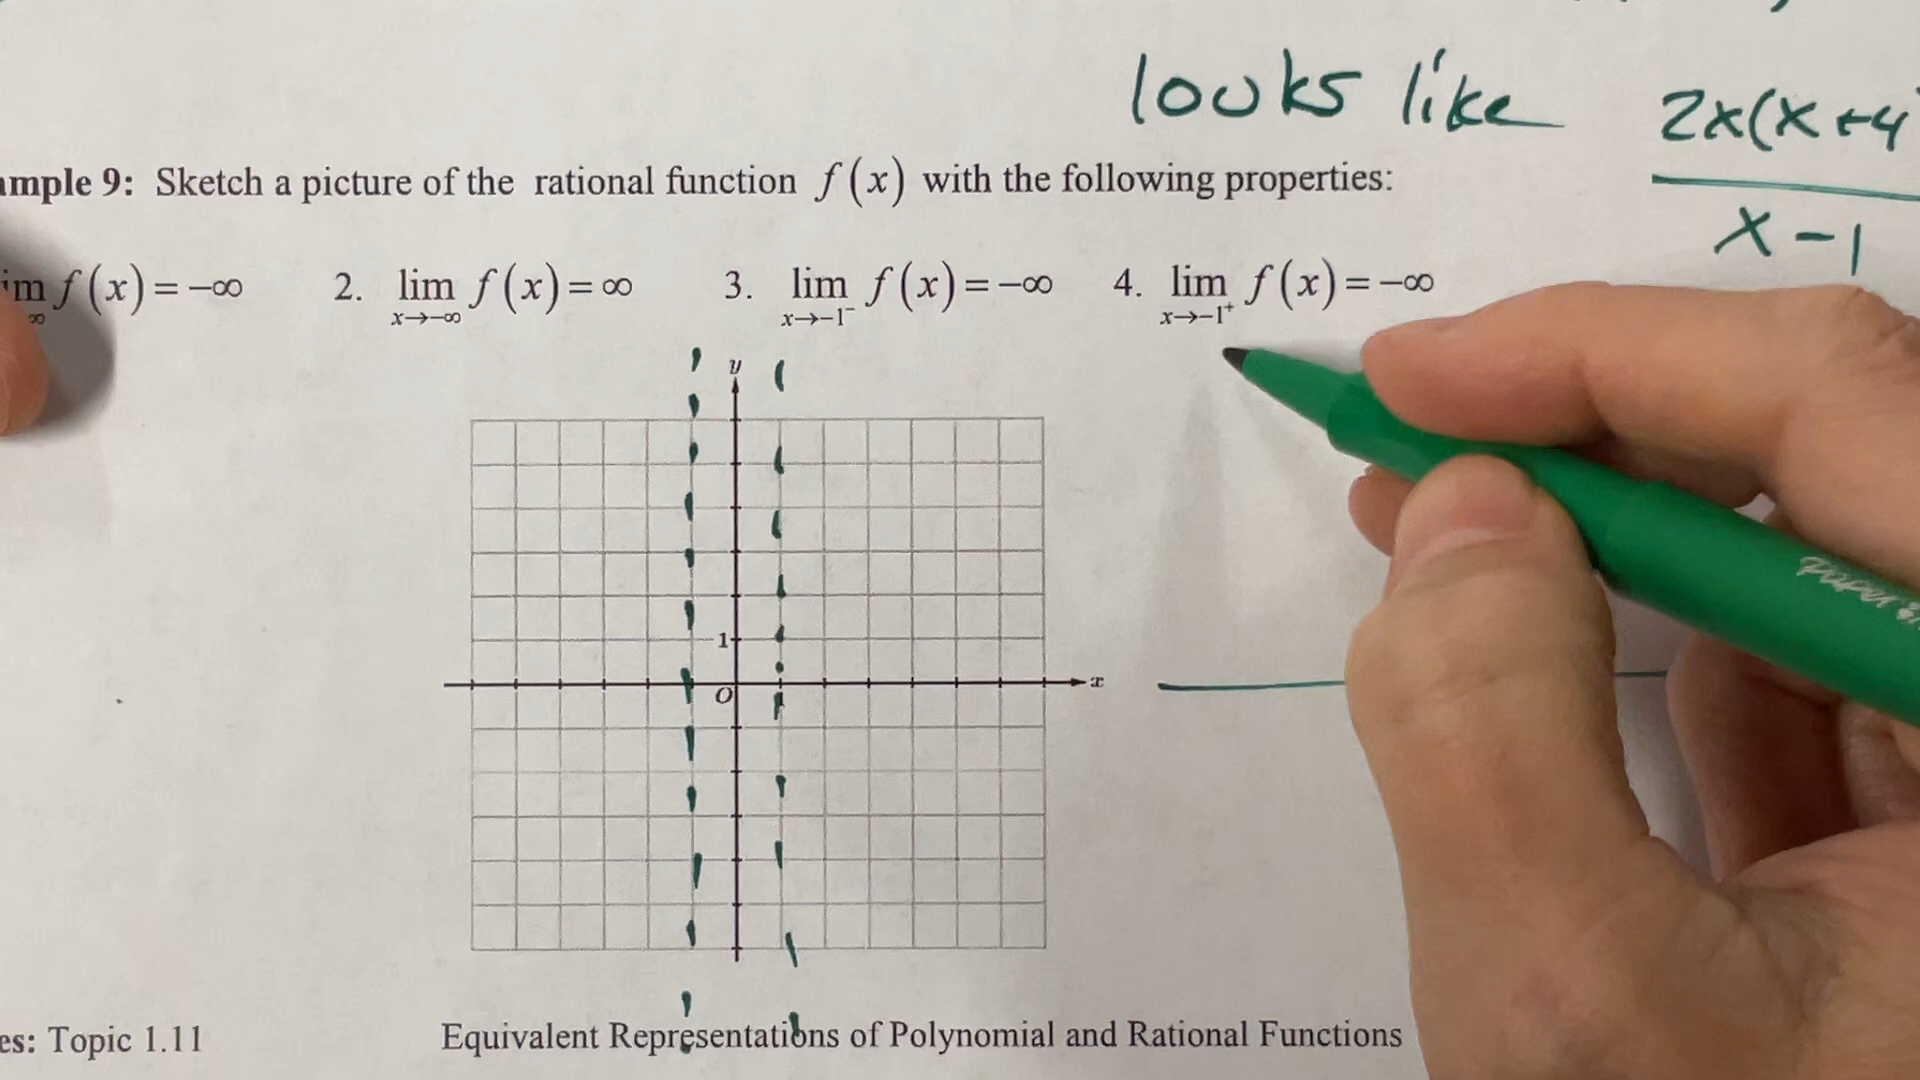 looks like
2x(x+4
x-1
mple 9: Sketch a picture of the rational function f(x) with the following properties:
im f(x) = -∞ 2. lim f(x) = ∞ 3. lim f(x) = -∞ 4. lim f(x) = -∞
∞ x→-∞ x→-1⁻ x→-1⁺
y
1
O x
es: Topic 1.11 Equivalent Representations of Polynomial and Rational Functions